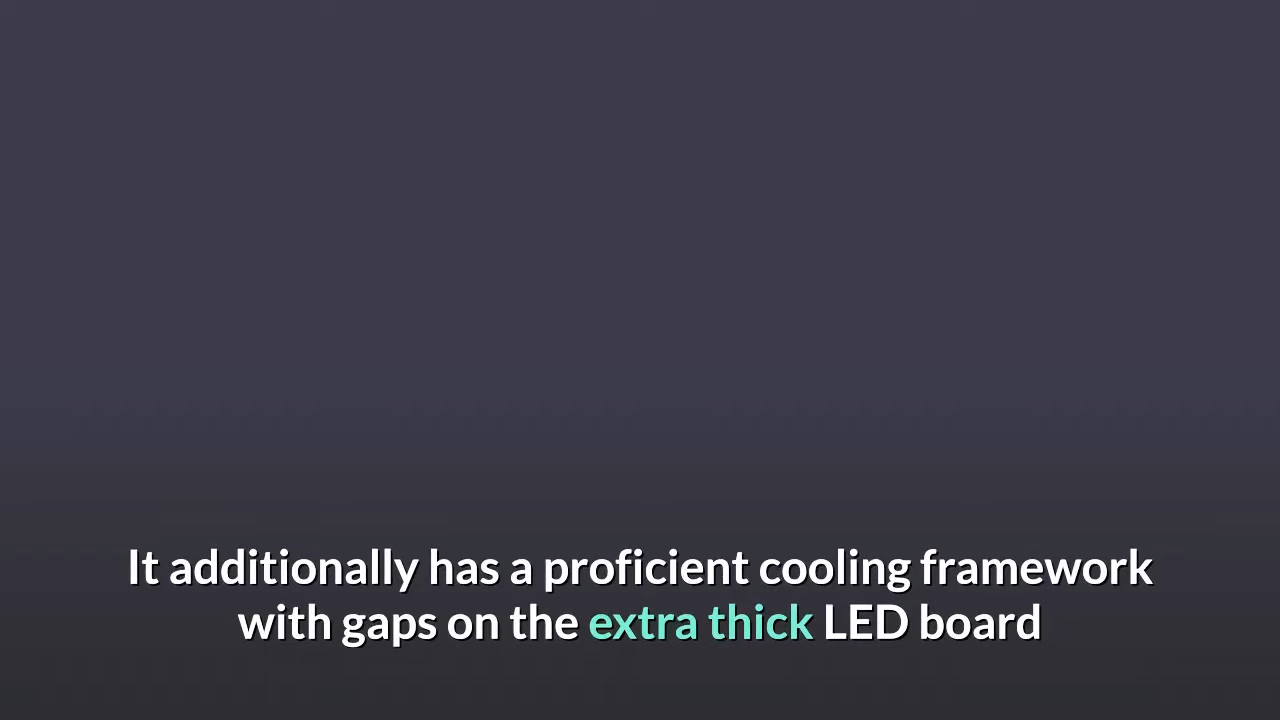 It additionally has a proficient cooling framework
with gaps on the extra thick LED board